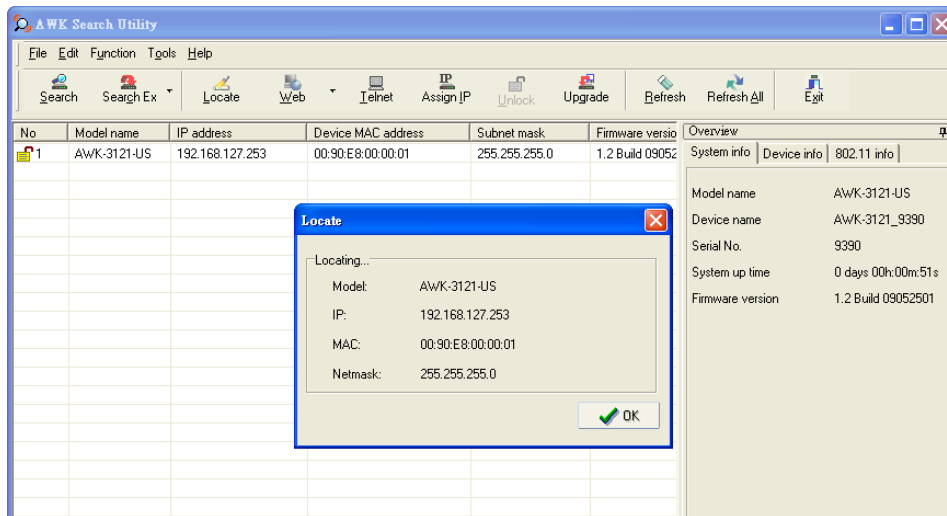 AWK Search Utility
File Edit Function Tools Help
Search Search Ex Locate Web Telnet IP Assign IP Unlock Upgrade Refresh Refresh All Exit
No Model name IP address Device MAC address Subnet mask Firmware versio
1 AWK-3121-US 192.168.127.253 00:90:E8:00:00:01 255.255.255.0 1.2 Build 09052
Overview
System info Device info 802.11 info
Model name AWK-3121-US
Device name AWK-3121_9390
Serial No. 9390
System up time 0 days 00h:00m:51s
Firmware version 1.2 Build 09052501
Locate
Locating...
Model: AWK-3121-US
IP: 192.168.127.253
MAC: 00:90:E8:00:00:01
Netmask: 255.255.255.0
OK